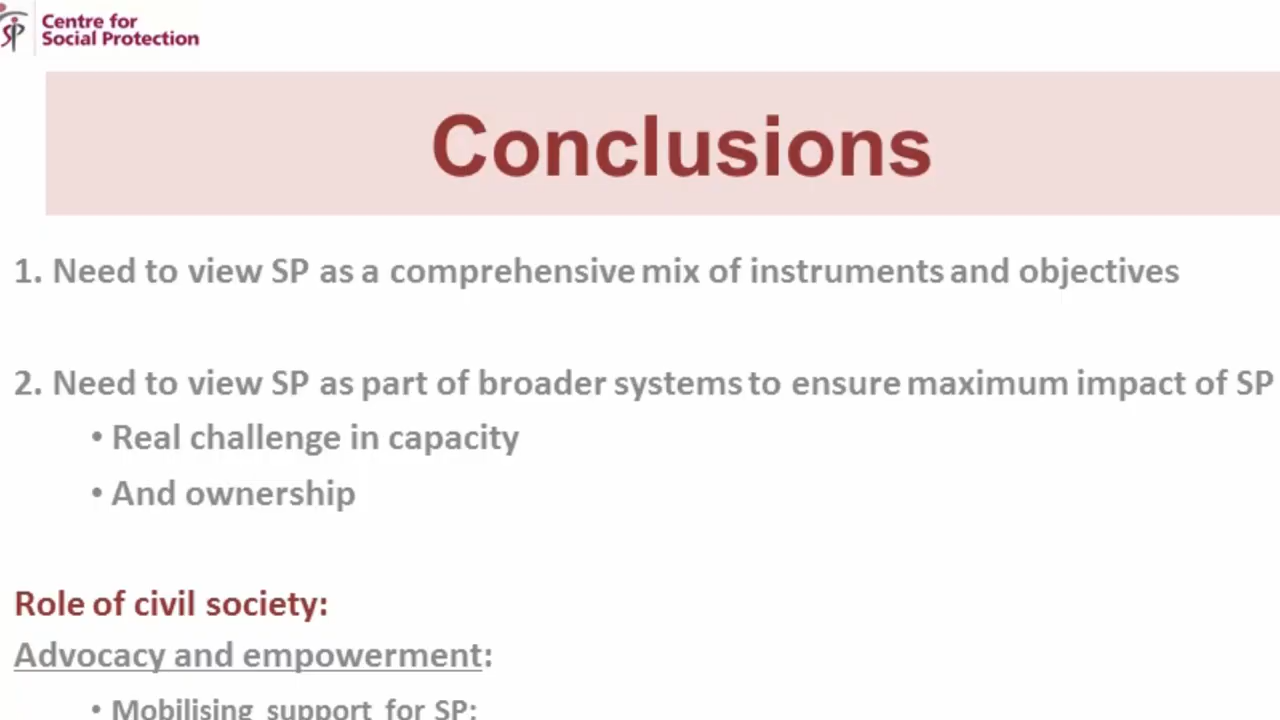 SP
Centre for
Social Protection
Conclusions
1. Need to view SP as a comprehensive mix of instruments and objectives
2. Need to view SP as part of broader systems to ensure maximum impact of SP
• Real challenge in capacity
• And ownership
Role of civil society:
Advocacy and empowerment:
• Mobilising support for SP: